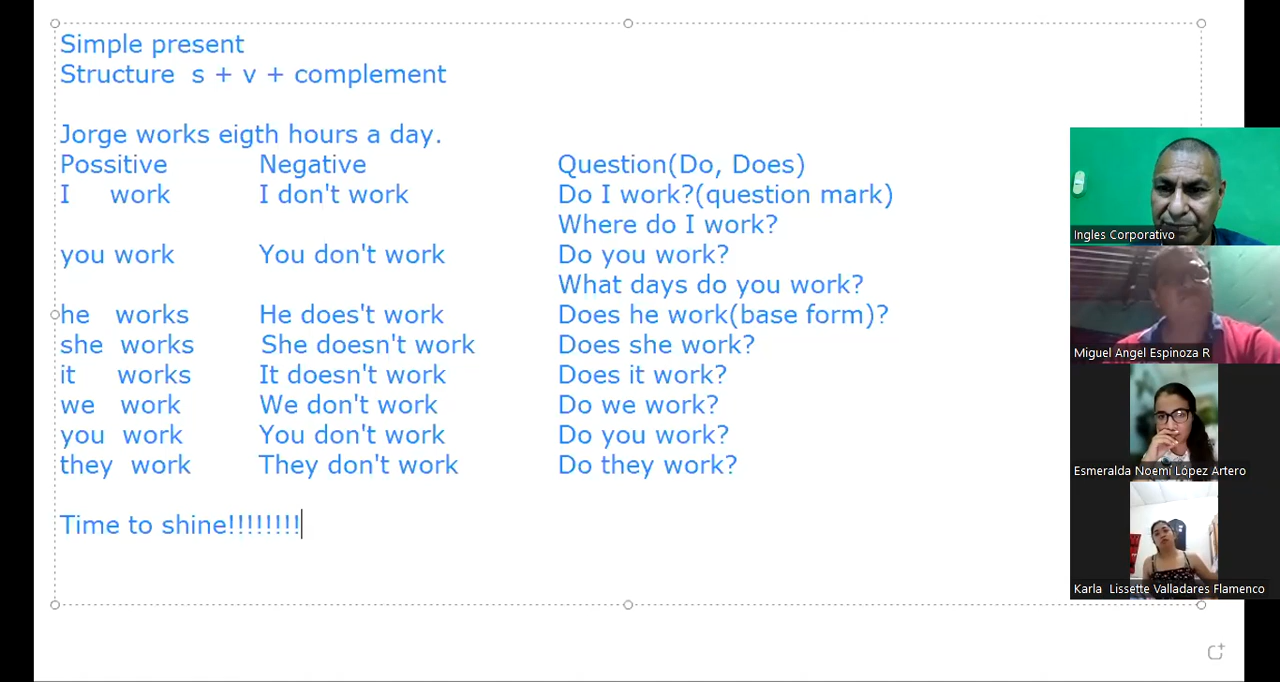 Simple present
Structure s + v + complement
Jorge works eigth hours a day.
Possitive Negative Question(Do, Does)
I work I don't work Do I work?(question mark)
Where do I work?
you work You don't work Do you work?
What days do you work?
he works He does't work Does he work(base form)?
she works She doesn't work Does she work?
it works It doesn't work Does it work?
we work We don't work Do we work?
you work You don't work Do you work?
they work They don't work Do they work?
Time to shine!!!!!!!!
Ingles Corporativo
Miguel Angel Espinoza R
Esmeralda Noemí López Artero
Karla Lissette Valladares Flamenco